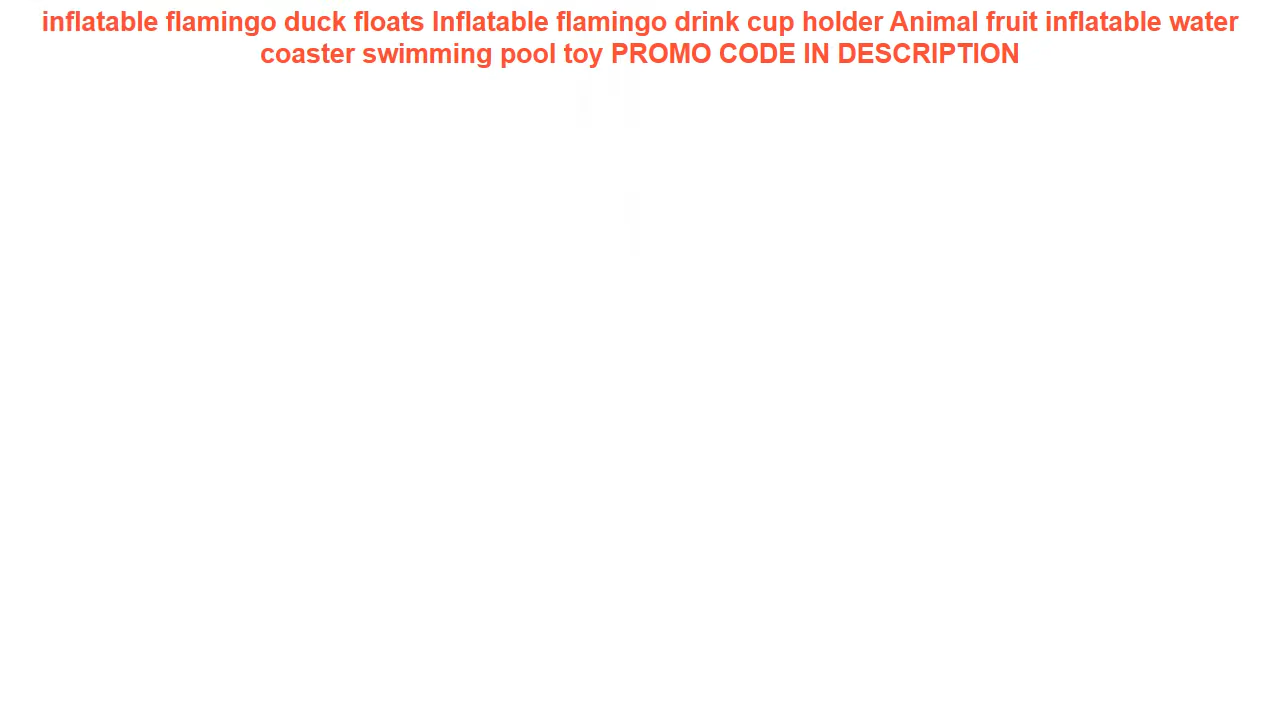 inflatable flamingo duck floats Inflatable flamingo drink cup holder Animal fruit inflatable water
coaster swimming pool toy PROMO CODE IN DESCRIPTION